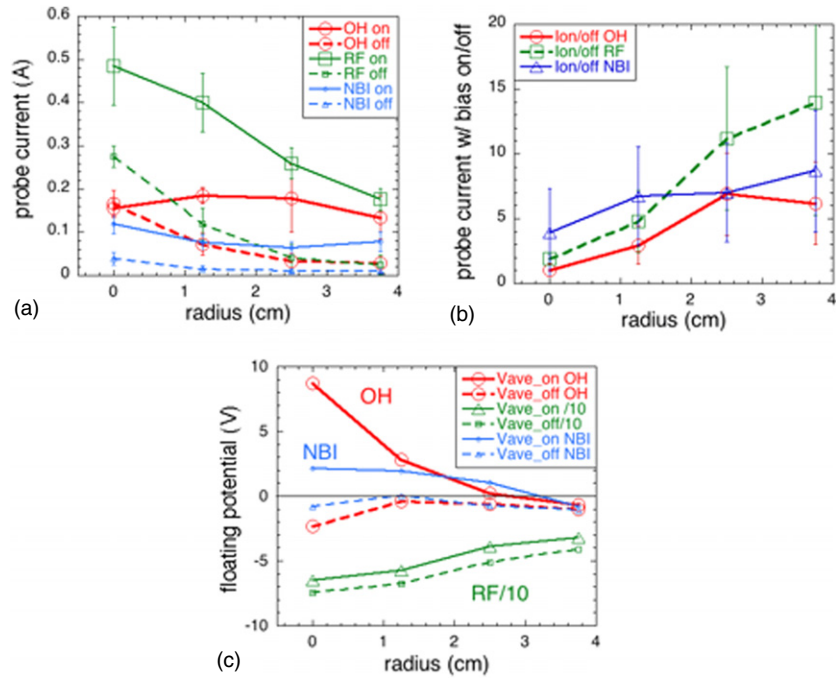 0.6
0.5
0.4
0.3
0.2
0.1
0
probe current (A)
OH on
OH off
RF on
RF off
NBI on
NBI off
0 1 2 3 4
radius (cm)
(a)
20
15
10
5
0
probe current w/ bias on/off
Ion/off OH
Ion/off RF
Ion/off NBI
0 1 2 3 4
radius (cm)
(b)
10
5
0
-5
-10
floating potential (V)
OH
NBI
RF/10
Vave_on OH
Vave_off OH
Vave_on /10
Vave_off/10
Vave_on NBI
Vave_off NBI
0 1 2 3 4
radius (cm)
(c)